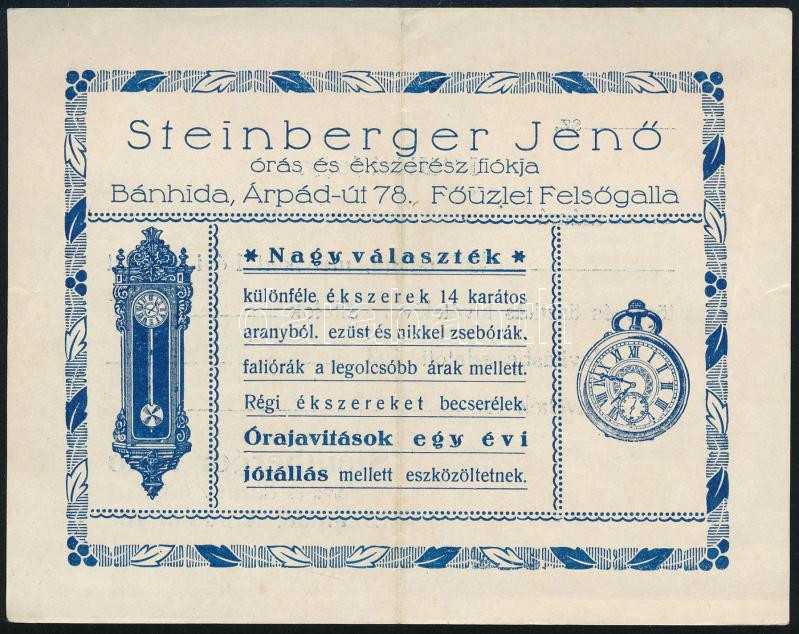 Steinberger Jenő
órás és ékszerész fiókja
Bánhida, Árpád-út 78. Főüzlet Felsőgalla
* Nagy választék *
különféle ékszerek 14 karátos
aranyból, ezüst és nikkel zsebórák,
faliórák a legolcsóbb árak mellett.
Régi ékszereket becserélek.
Órajavitások egy évi
jótállás mellett eszközöltetnek.